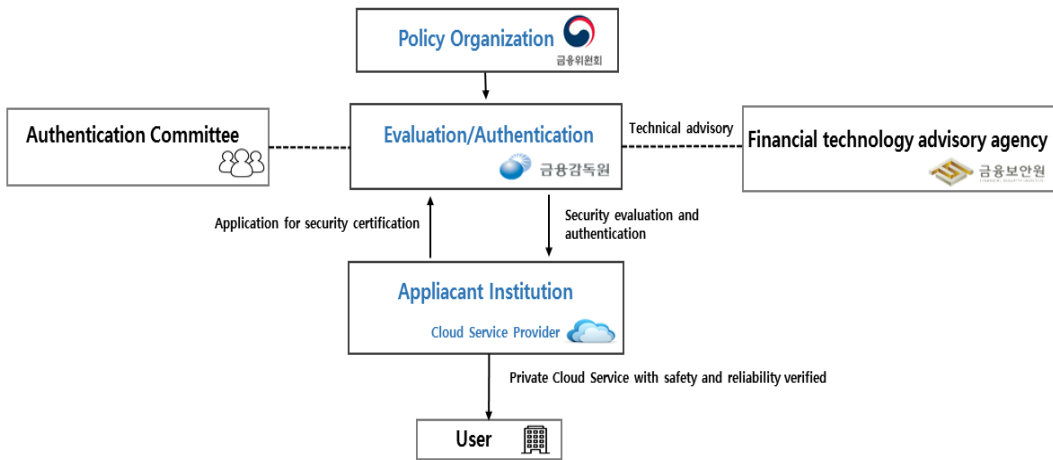 Policy Organization
금융위원회
Authentication Committee
Evaluation/Authentication
금융감독원
Technical advisory
Financial technology advisory agency
금융보안원
Application for security certification
Security evaluation and
authentication
Appliacant Institution
Cloud Service Provider
Private Cloud Service with safety and reliability verified
User